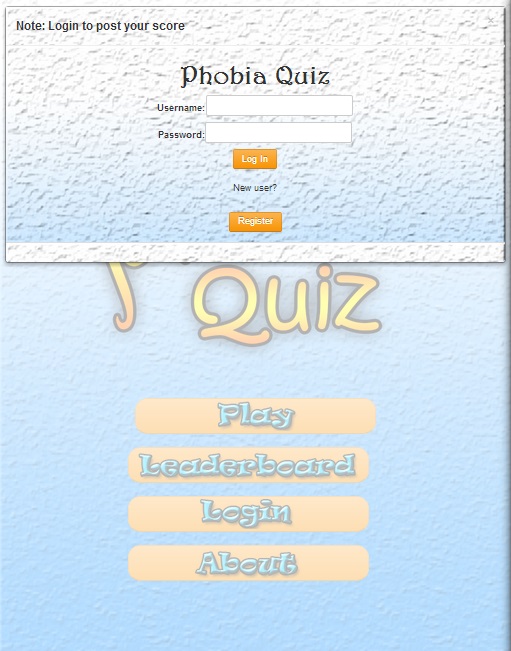 Note: Login to post your score
×
Phobia Quiz
Username:
Password:
Log In
New user?
Register
Quiz
Play
Leaderboard
Login
About